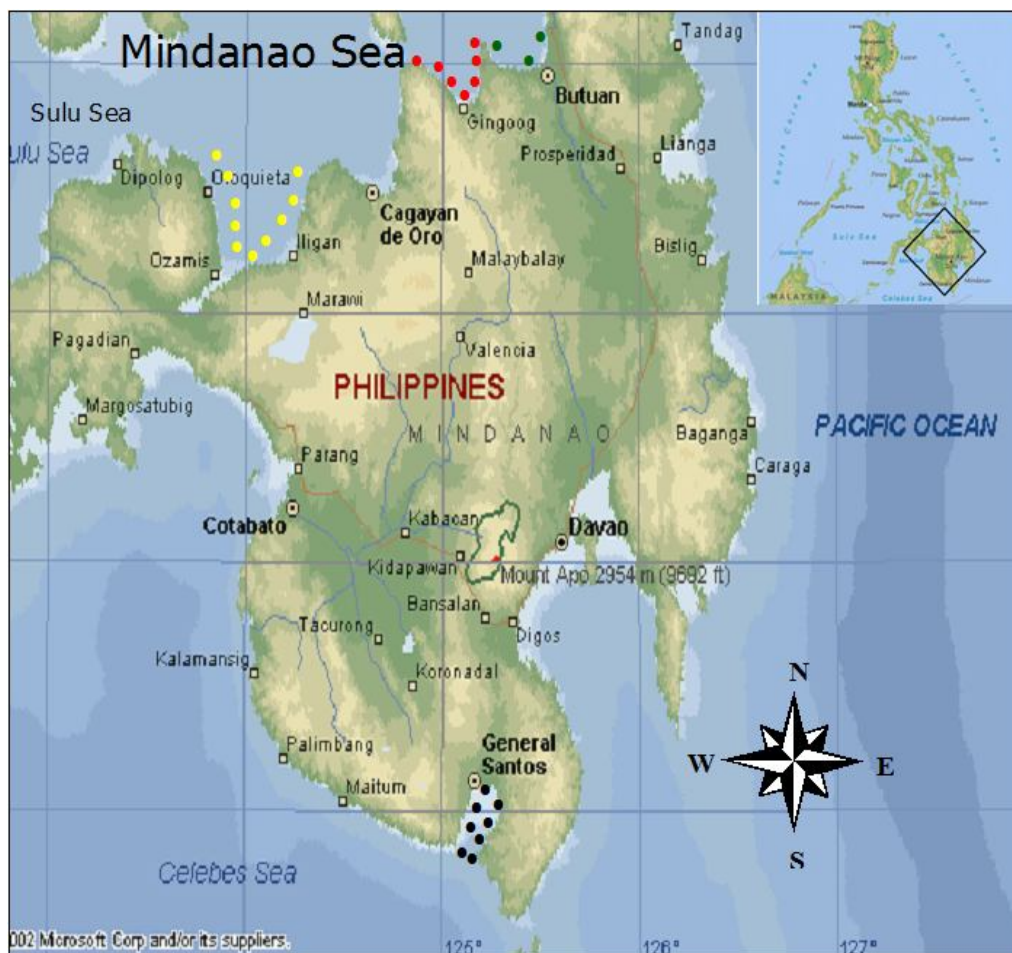 Mindanao Sea
Tandag
Sulu Sea
ulu Sea
Butuan
Gingoog
Lianga
Prosperidad
Dipolog
Oroquieta
Cagayan
de Oro
Iligan
Bislig
Ozamis
Malaybalay
MALAYSIA
Marawi
Pagadian
Valencia
PHILIPPINES
Margosatubig
MINDANAO
Baganga
PACIFIC OCEAN
Parang
Caraga
Cotabato
Kabacan
Davao
Kidapawan
Mount Apo 2954 m (9692 ft)
Bansalan
Digos
Tacurong
Kalamansig
Koronadal
N
Palimbang
General
Santos
W
E
Maitum
S
Celebes Sea
002 Microsoft Corp and/or its suppliers.
125°
126°
127°